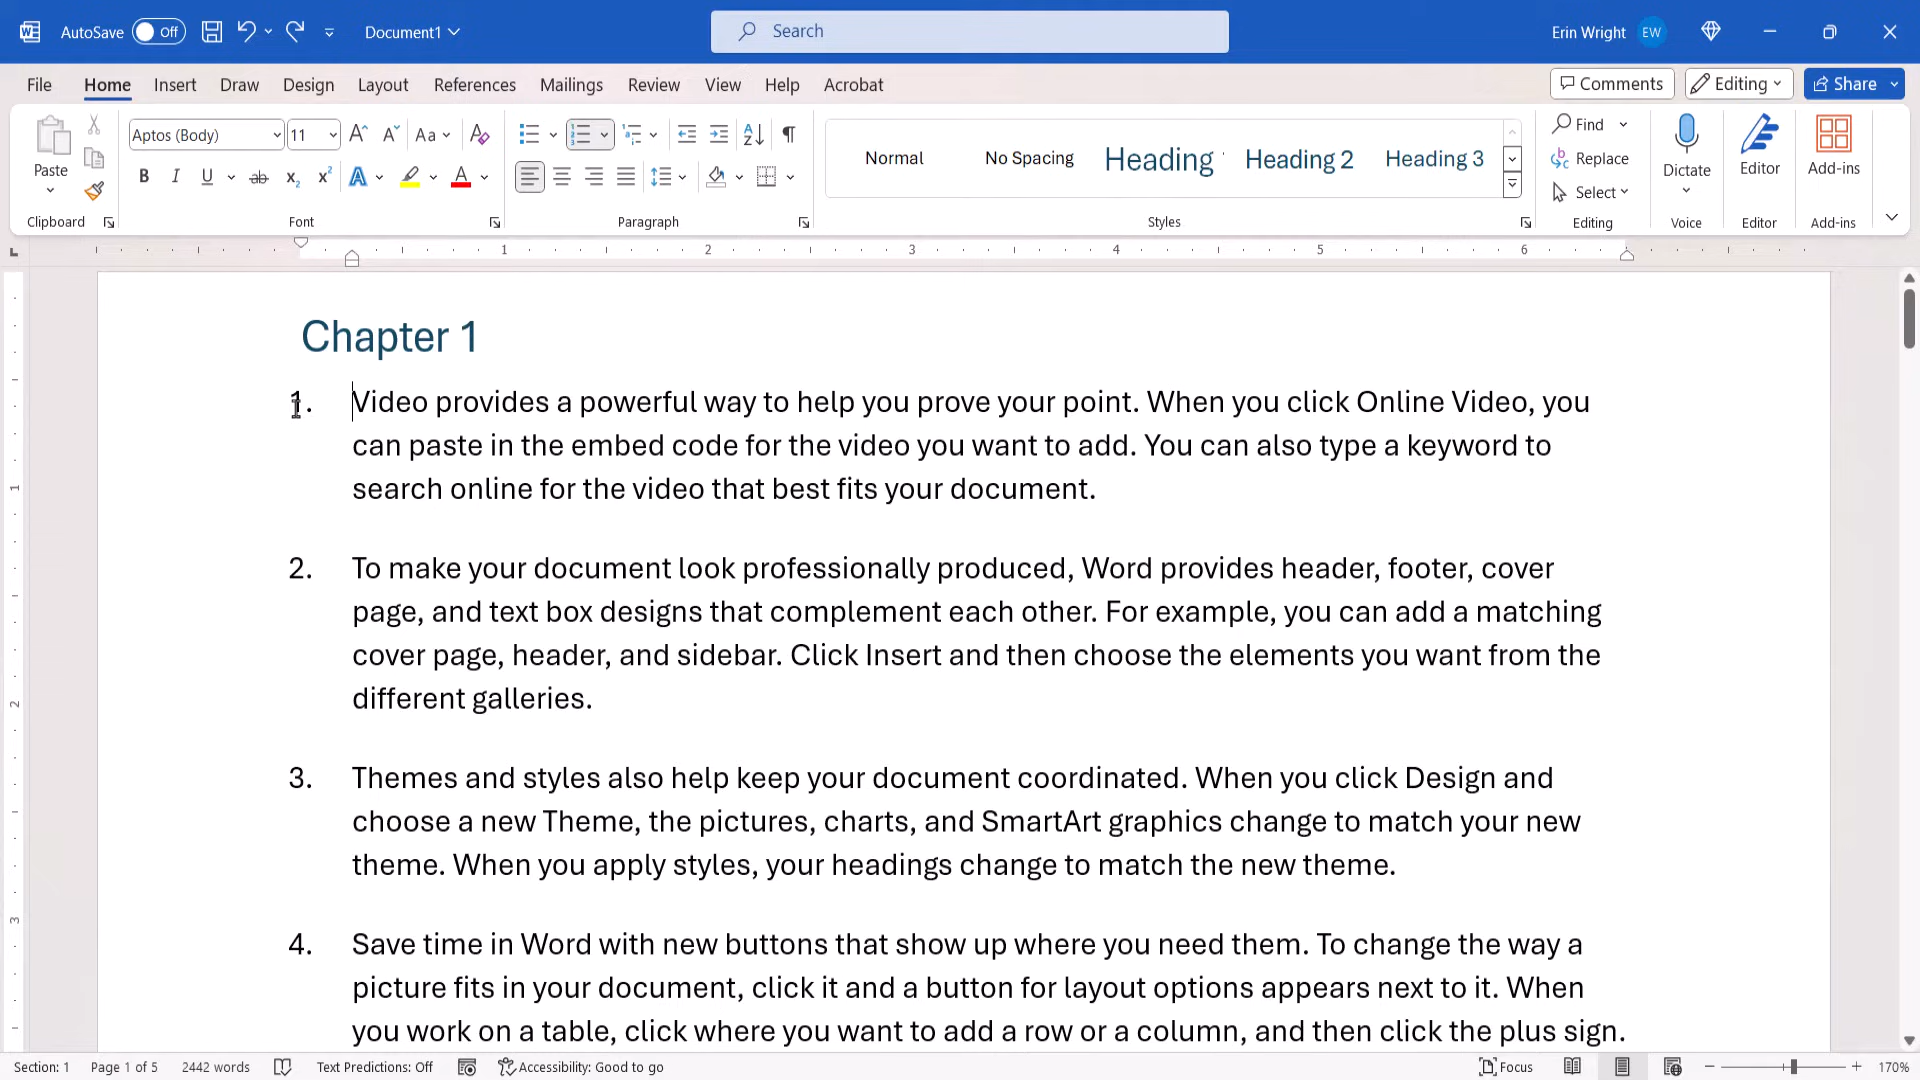 AutoSave Off Document1 Search Erin Wright EW
File Home Insert Draw Design Layout References Mailings Review View Help Acrobat Comments Editing Share
Paste Aptos (Body) 11 Aa Normal No Spacing Heading Heading 2 Heading 3 Find Replace Select Dictate Editor Add-ins
Clipboard Font Paragraph Styles Editing Voice Editor Add-ins
1 2 3 4 5 6
Chapter 1
1. Video provides a powerful way to help you prove your point. When you click Online Video, you
can paste in the embed code for the video you want to add. You can also type a keyword to
search online for the video that best fits your document.
2. To make your document look professionally produced, Word provides header, footer, cover
page, and text box designs that complement each other. For example, you can add a matching
cover page, header, and sidebar. Click Insert and then choose the elements you want from the
different galleries.
3. Themes and styles also help keep your document coordinated. When you click Design and
choose a new Theme, the pictures, charts, and SmartArt graphics change to match your new
theme. When you apply styles, your headings change to match the new theme.
4. Save time in Word with new buttons that show up where you need them. To change the way a
picture fits in your document, click it and a button for layout options appears next to it. When
you work on a table, click where you want to add a row or a column, and then click the plus sign.
Section: 1 Page 1 of 5 2442 words Text Predictions: Off Accessibility: Good to go Focus 170%